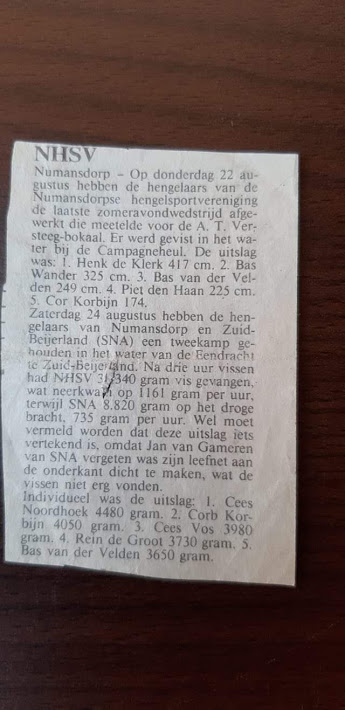 NHSV
Numansdorp – Op donderdag 22 au-
gustus hebben de hengelaars van de
Numansdorpse hengelsportvereniging
de laatste zomeravondwedstrijd afge-
werkt die meetelde voor de A. T. Ver-
steeg-bokaal. Er werd gevist in het wa-
ter bij de Campagneheul. De uitslag
was: 1. Henk de Klerk 417 cm. 2. Bas
Wander 325 cm. 3. Bas van der Vel-
den 249 cm. 4. Piet den Haan 225 cm.
5. Cor Korbijn 174.
Zaterdag 24 augustus hebben de hen-
gelaars van Numansdorp en Zuid-
Beijerland (SNA) een tweekamp ge-
houden in het water van de Eendracht
te Zuid-Beijerland. Na drie uur vissen
had NHSV 31/340 gram vis gevangen,
wat neerkwam op 1161 gram per uur,
terwijl SNA 8.820 gram op het droge
bracht, 735 gram per uur. Wel moet
vermeld worden dat deze uitslag iets
vertekend is, omdat Jan van Gameren
van SNA vergeten was zijn leefnet aan
de onderkant dicht te maken, wat de
vissen niet erg vonden.
Individueel was de uitslag: 1. Cees
Noordhoek 4480 gram. 2. Corb Kor-
bijn 4050 gram. 3. Cees Vos 3980
gram. 4. Rein de Groot 3730 gram. 5.
Bas van der Velden 3650 gram.